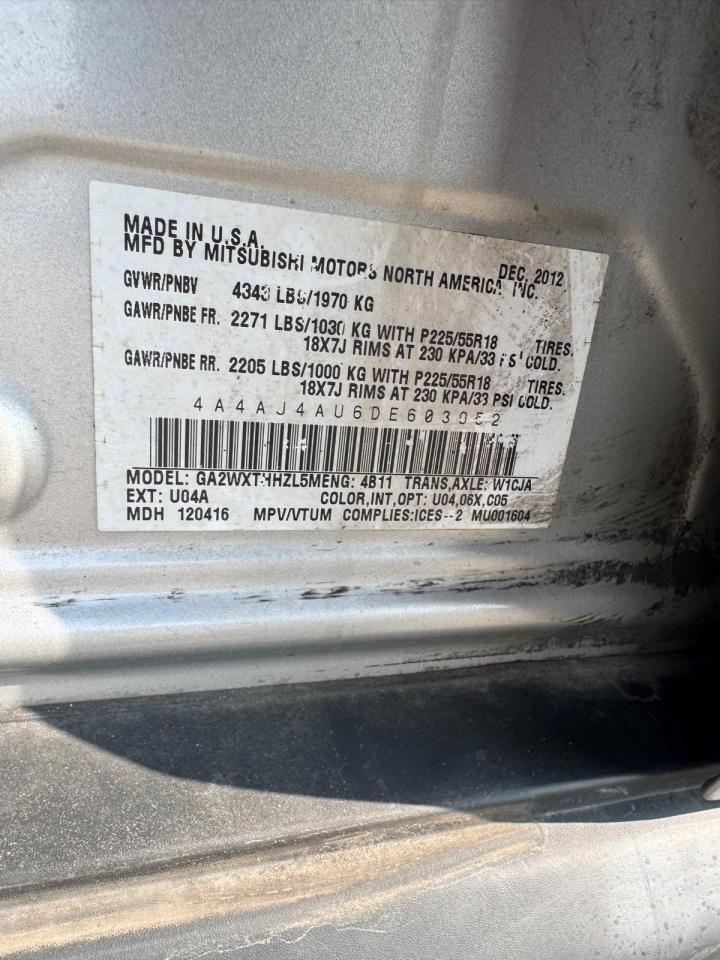 MADE IN U.S.A. DEC. 2012
MFD BY MITSUBISHI MOTORS NORTH AMERICA, INC.
GVWR/PNBV 4343 LBS/1970 KG
GAWR/PNBE FR. 2271 LBS/1030 KG WITH P225/55R18 TIRES.
18X7J RIMS AT 230 KPA/33 PSI COLD.
GAWR/PNBE RR. 2205 LBS/1000 KG WITH P225/55R18 TIRES.
18X7J RIMS AT 230 KPA/33 PSI COLD.
MODEL: ENG: 4B11 TRANS,AXLE: W1CJA
EXT: U04A COLOR,INT,OPT: U04,06X,C05
MDH 120416 MPV/VTUM COMPLIES:ICES--2 MU001604